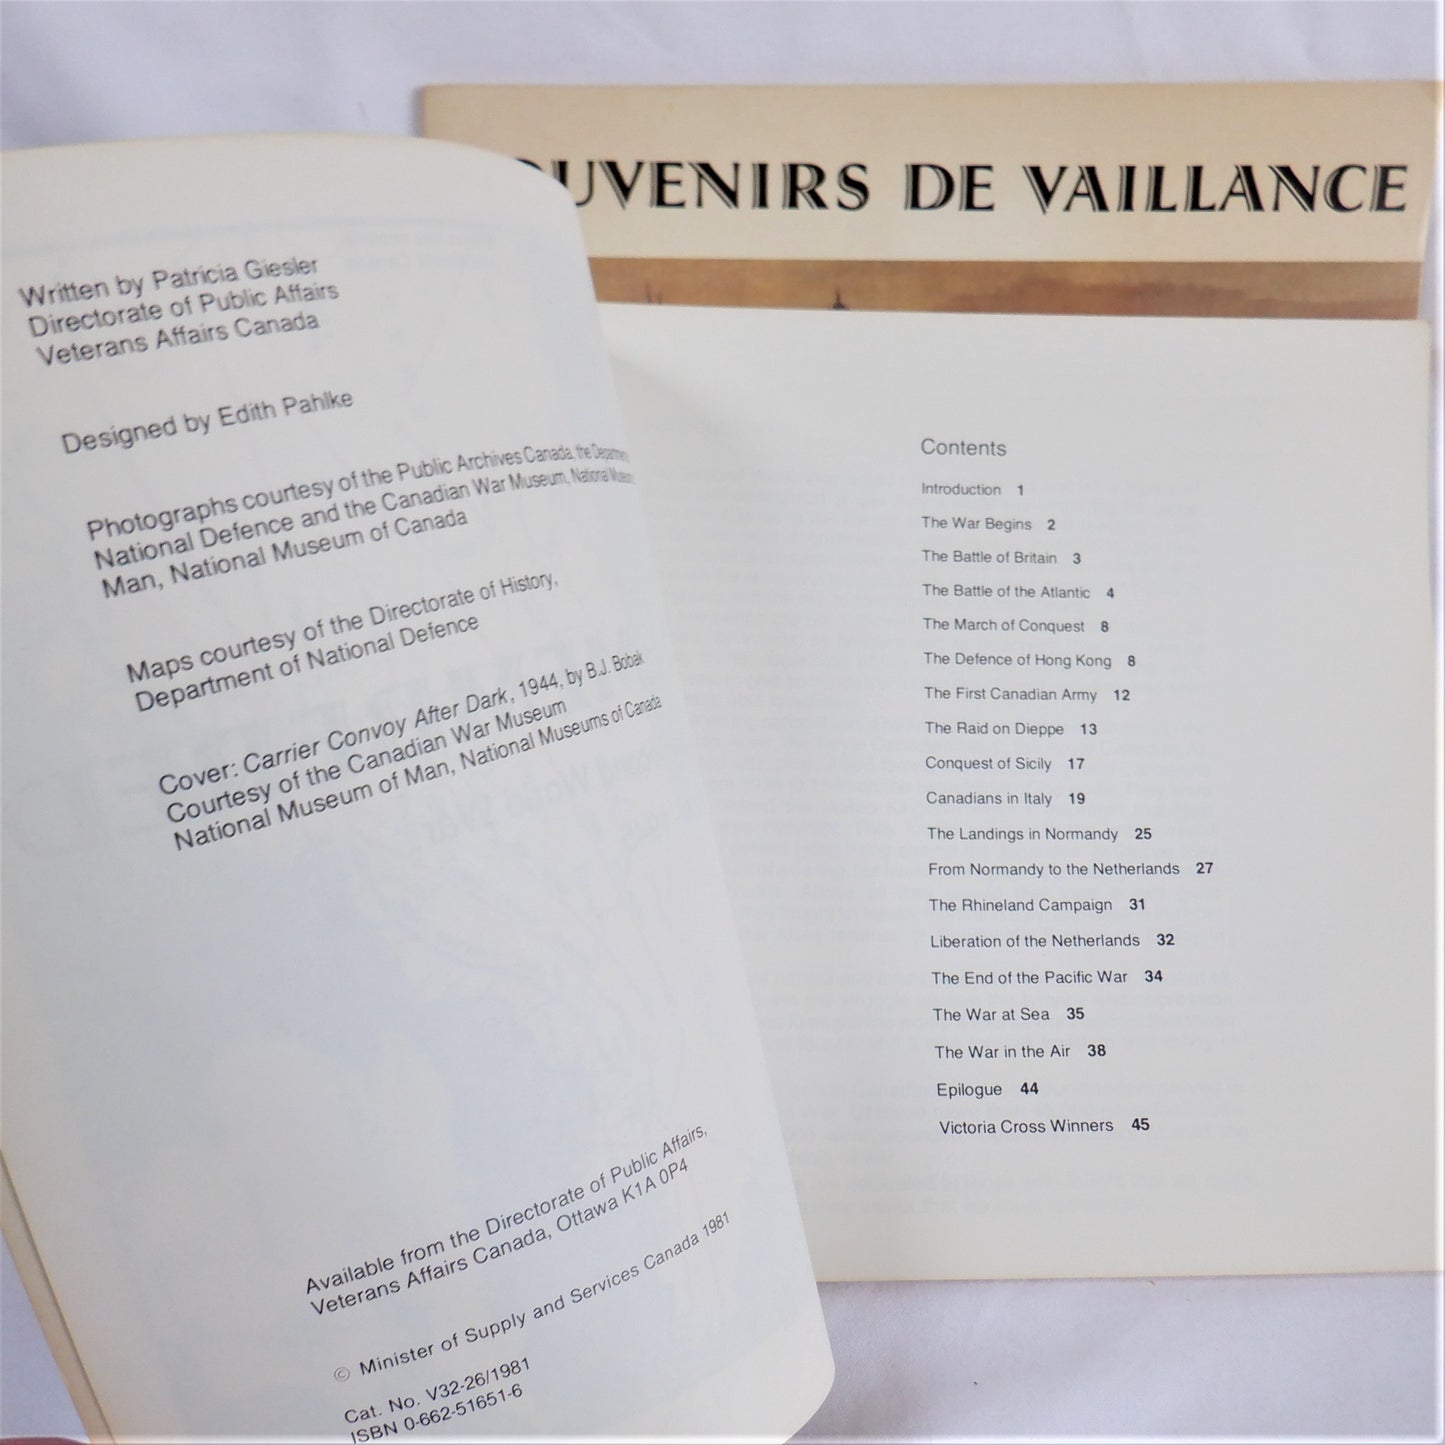 OUVENIRS DE VAILLANCE
Written by Patricia Giesler
Directorate of Public Affairs
Veterans Affairs Canada
Designed by Edith Pahlke
Photographs courtesy of the Public Archives Canada, the Department
National Defence and the Canadian War Museum, National Museum
Man, National Museum of Canada
Maps courtesy of the Directorate of History,
Department of National Defence
Cover: Carrier Convoy After Dark, 1944, by B.J. Bobak
Courtesy of the Canadian War Museum
National Museum of Man, National Museums of Canada
Available from the Directorate of Public Affairs,
Veterans Affairs Canada, Ottawa K1A 0P4
© Minister of Supply and Services Canada 1981
Cat. No. V32-26/1981
ISBN 0-662-51651-6
Contents
Introduction 1
The War Begins 2
The Battle of Britain 3
The Battle of the Atlantic 4
The March of Conquest 8
The Defence of Hong Kong 8
The First Canadian Army 12
The Raid on Dieppe 13
Conquest of Sicily 17
Canadians in Italy 19
The Landings in Normandy 25
From Normandy to the Netherlands 27
The Rhineland Campaign 31
Liberation of the Netherlands 32
The End of the Pacific War 34
The War at Sea 35
The War in the Air 38
Epilogue 44
Victoria Cross Winners 45